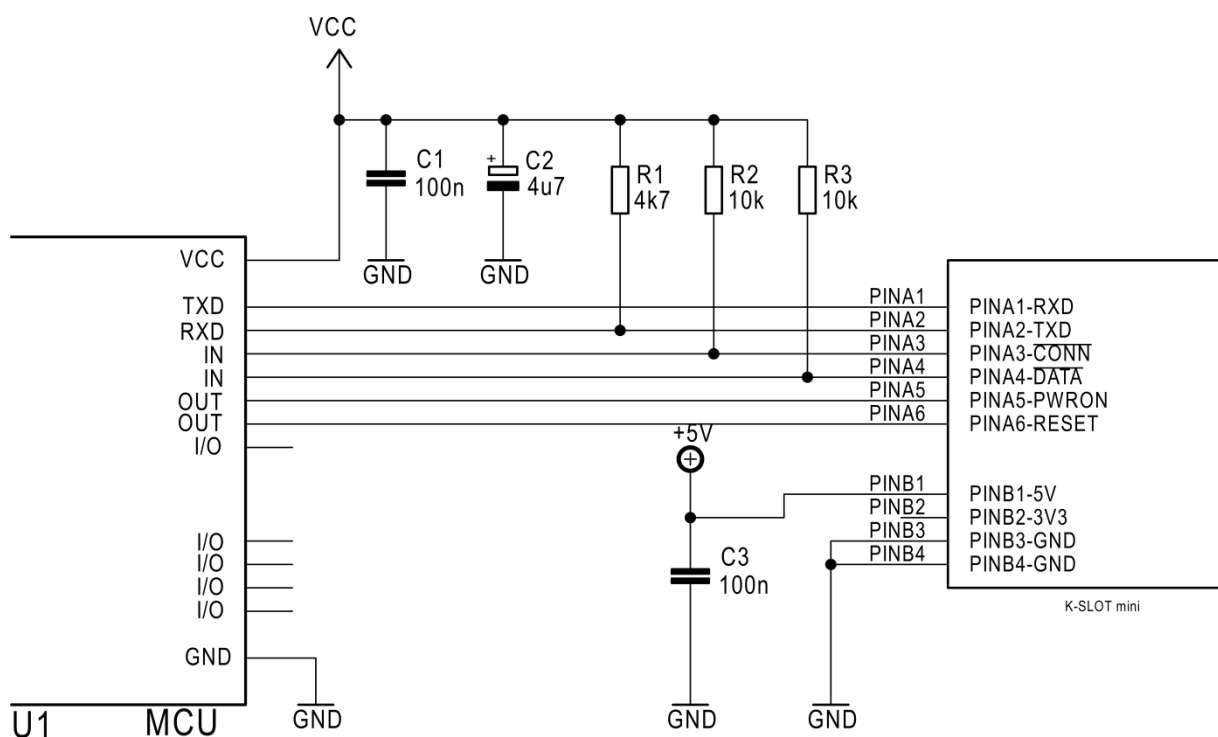 VCC
C1
100n
C2
4u7
R1
4k7
R2
10k
R3
10k
+
GND
GND
VCC
TXD
RXD
IN
IN
OUT
OUT
I/O
I/O
I/O
I/O
I/O
GND
U1
MCU
GND
PINA1
PINA2
PINA3
PINA4
PINA5
PINA6
PINA1-RXD
PINA2-TXD
PINA3-CONN
PINA4-DATA
PINA5-PWRON
PINA6-RESET
+5V
C3
100n
GND
PINB1
PINB2
PINB3
PINB4
PINB1-5V
PINB2-3V3
PINB3-GND
PINB4-GND
K-SLOT mini
GND